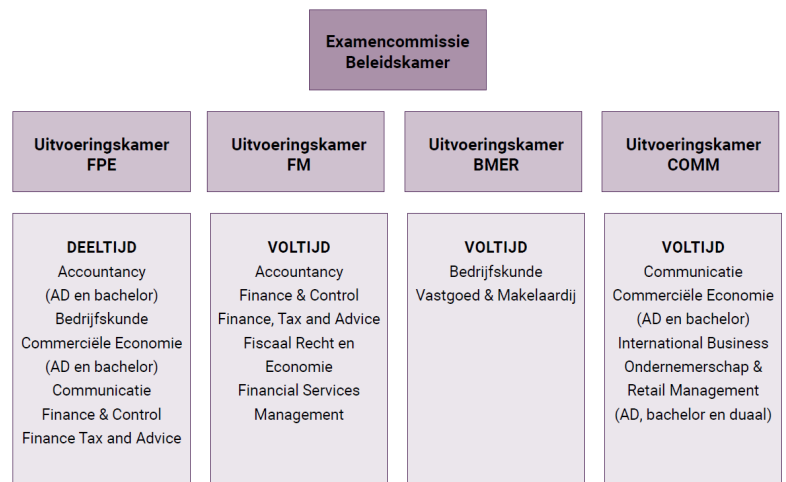 Examencommissie
Beleidskamer
Uitvoeringskamer
FPE
Uitvoeringskamer
FM
Uitvoeringskamer
BMER
Uitvoeringskamer
COMM
DEELTIJD
Accountancy
(AD en bachelor)
Bedrijfskunde
Commerciële Economie
(AD en bachelor)
Communicatie
Finance & Control
Finance Tax and Advice
VOLTIJD
Accountancy
Finance & Control
Finance, Tax and Advice
Fiscaal Recht en
Economie
Financial Services
Management
VOLTIJD
Bedrijfskunde
Vastgoed & Makelaardij
VOLTIJD
Communicatie
Commerciële Economie
(AD en bachelor)
International Business
Ondernemerschap &
Retail Management
(AD, bachelor en duaal)